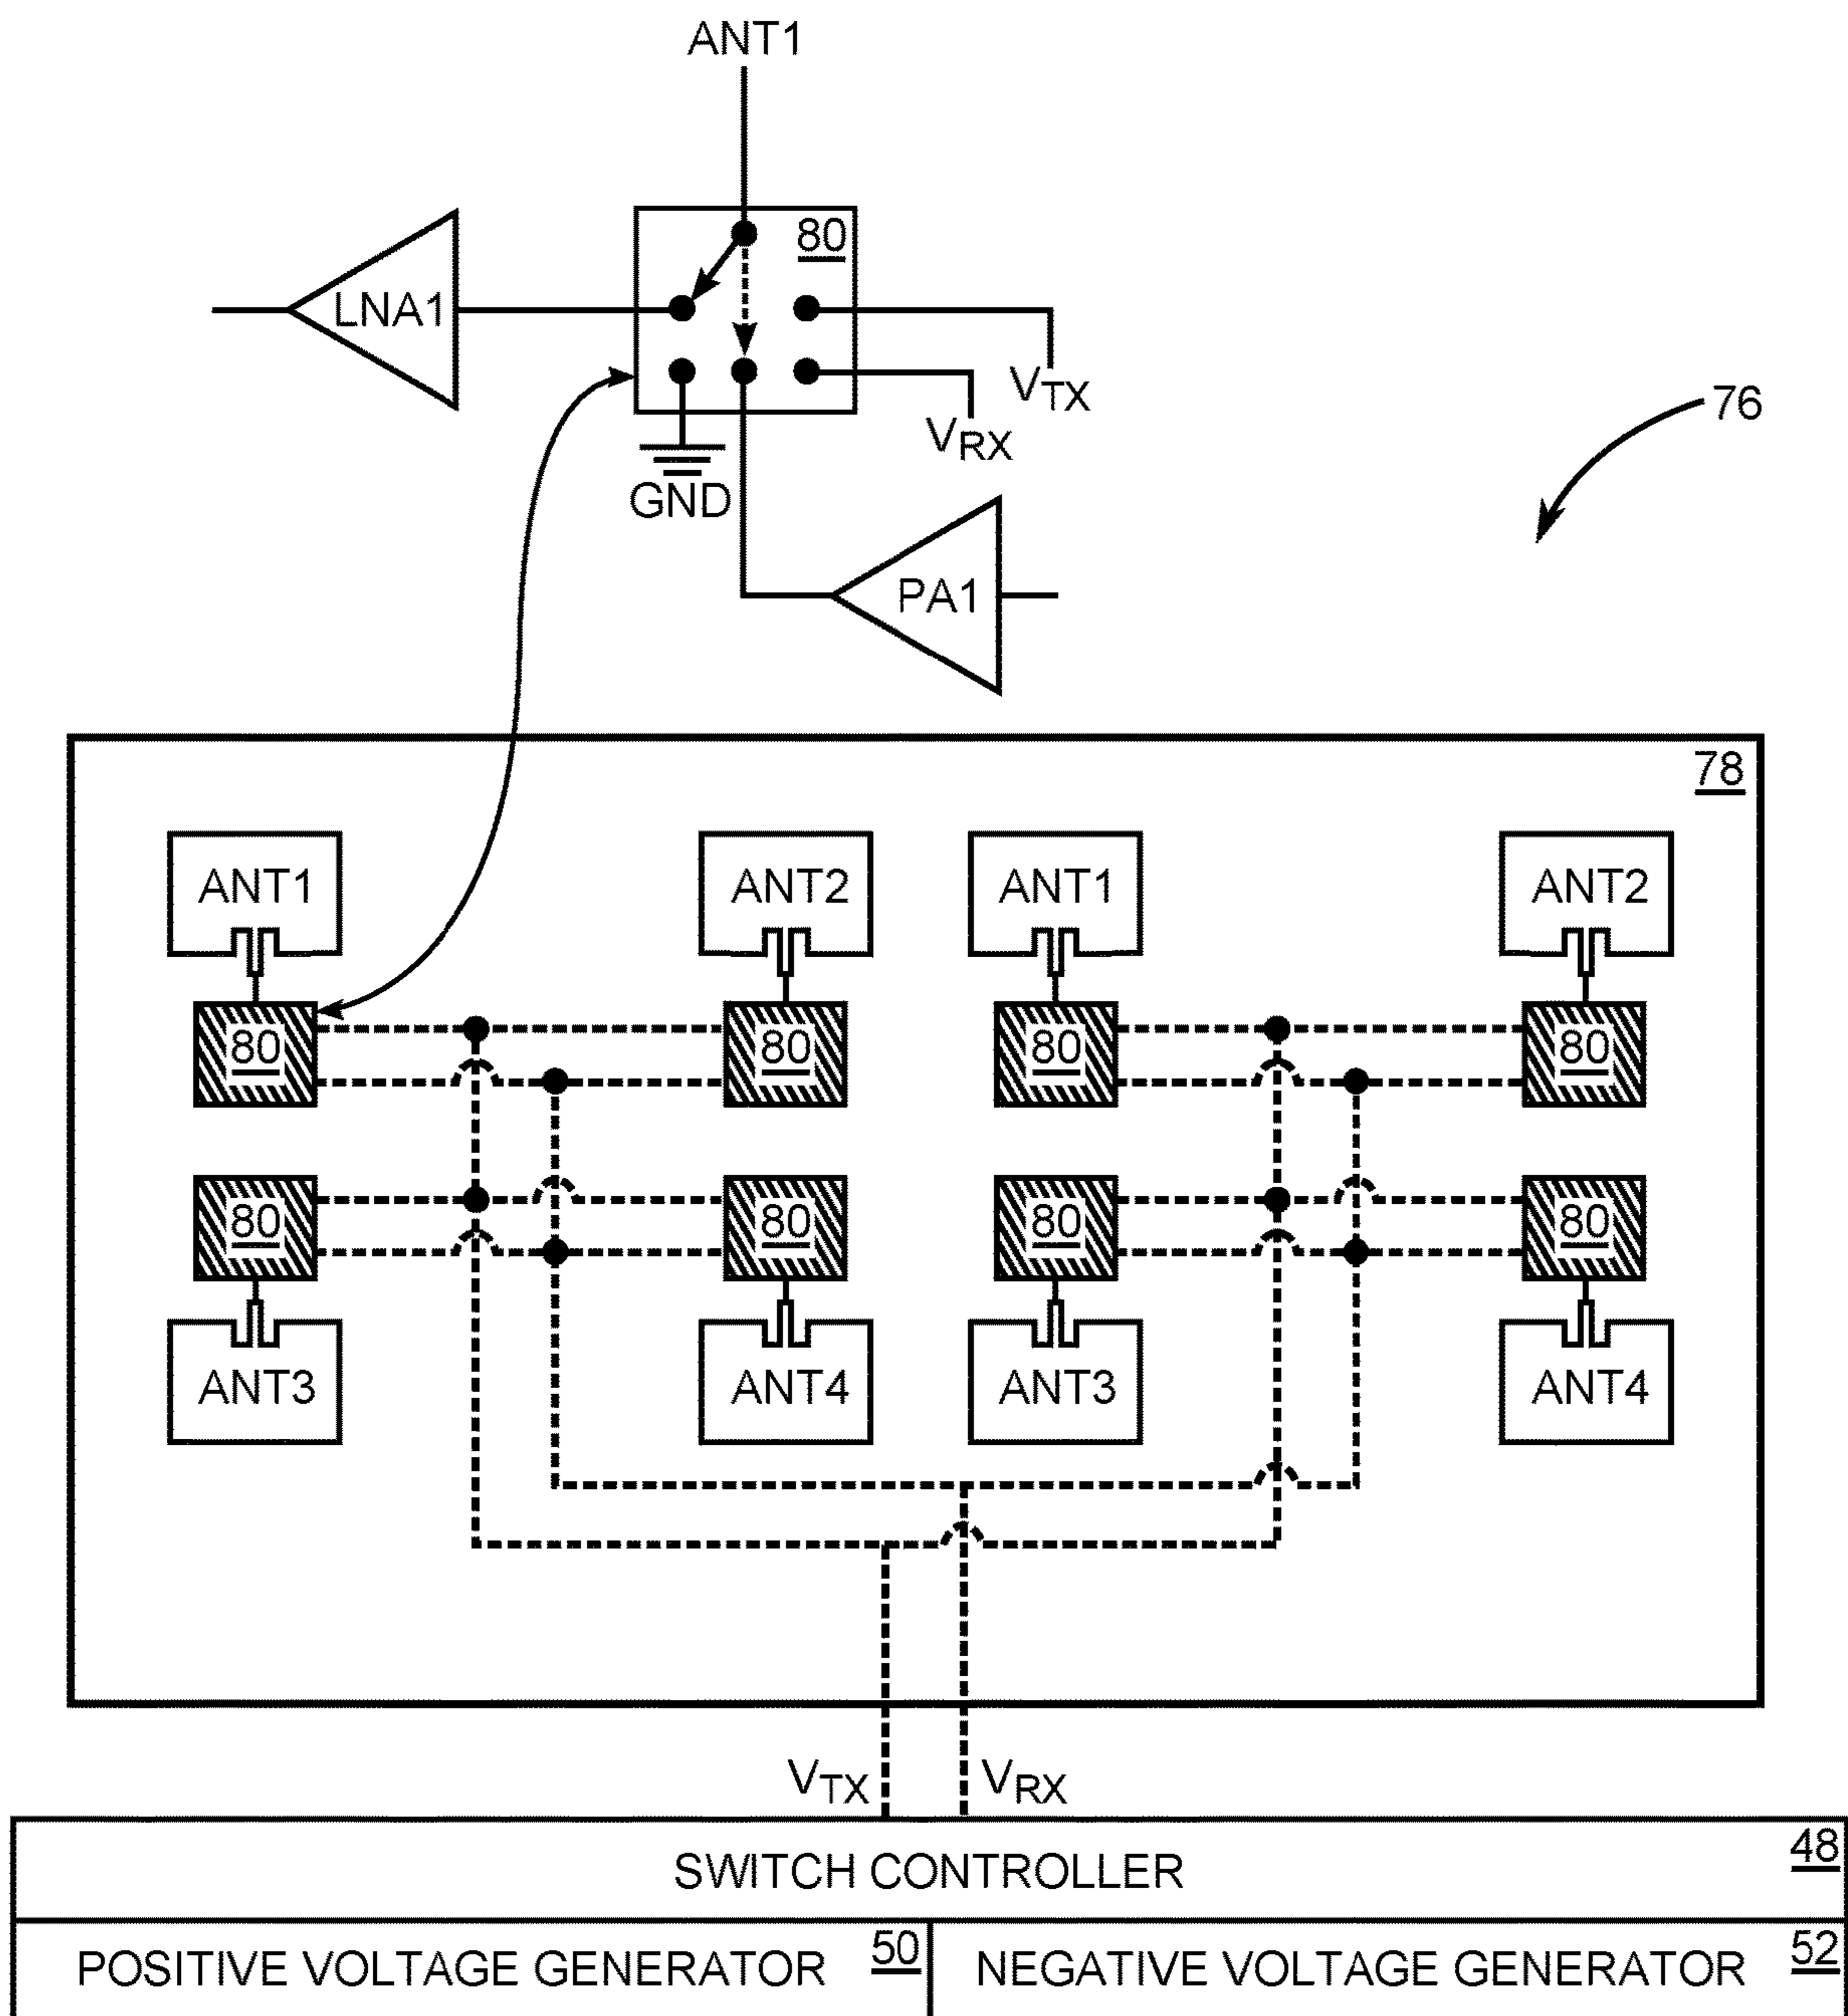 ANT1
80
LNA1
VTX
76
VRX
GND
PA1
78
ANT1 ANT2 ANT1 ANT2
80 80 80 80
80 80 80 80
ANT3 ANT4 ANT3 ANT4
VTX VRX
SWITCH CONTROLLER 48
POSITIVE VOLTAGE GENERATOR 50 NEGATIVE VOLTAGE GENERATOR 52